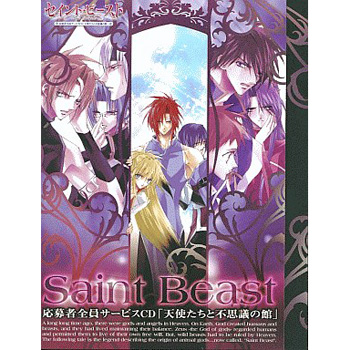 セイント・ビースト
Saint Beast
応募者全員サービスCD「天使たちと不思議の館」
A long long time ago, there were gods and angels in Heaven. On Earth, God created humans and
beasts, and they had lived maintaining their balance. Zeus the God of gods regarded humans
and permitted them to live of their own free will. But, wild beasts had to be ruled by Heaven.
The following tale is the legend describing the origin of animal gods...now called, "Saint Beast".